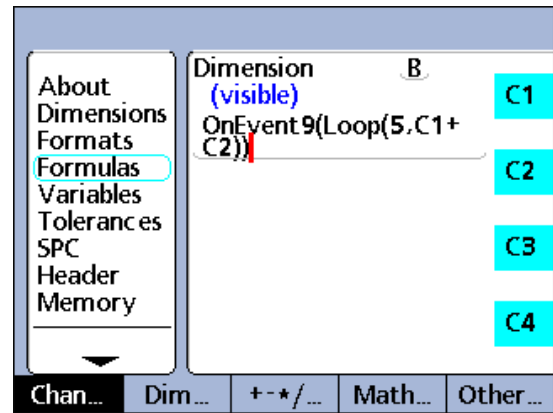 About
Dimensions
Formats
Formulas
Variables
Tolerances
SPC
Header
Memory
Dimension B
(visible)
OnEvent9(Loop(5,C1+
C2))
C1
C2
C3
C4
Chan... Dim... +-*/... Math... Other...